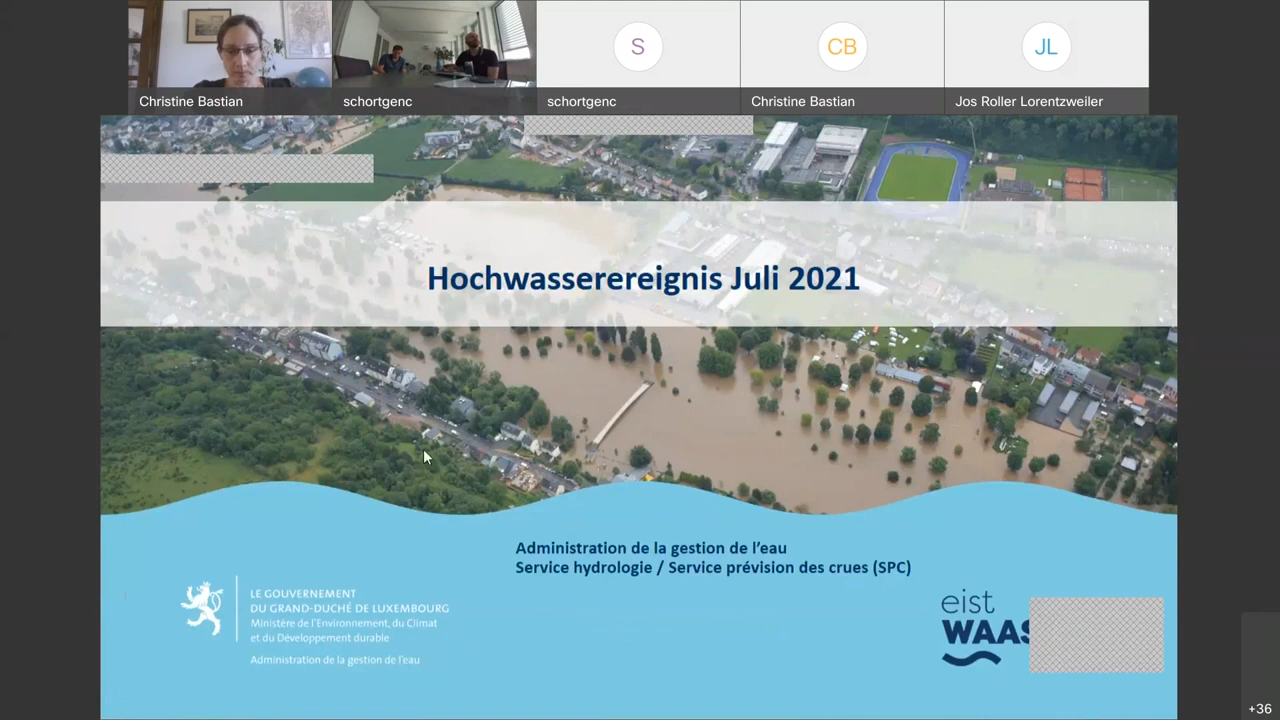 Christine Bastian
schortgenc
S
schortgenc
CB
Christine Bastian
JL
Jos Roller Lorentzweiler
Hochwasserereignis Juli 2021
Administration de la gestion de l'eau
Service hydrologie / Service prévision des crues (SPC)
LE GOUVERNEMENT
DU GRAND-DUCHÉ DE LUXEMBOURG
Ministère de l'Environnement, du Climat
et du Développement durable
Administration de la gestion de l'eau
eist
+36